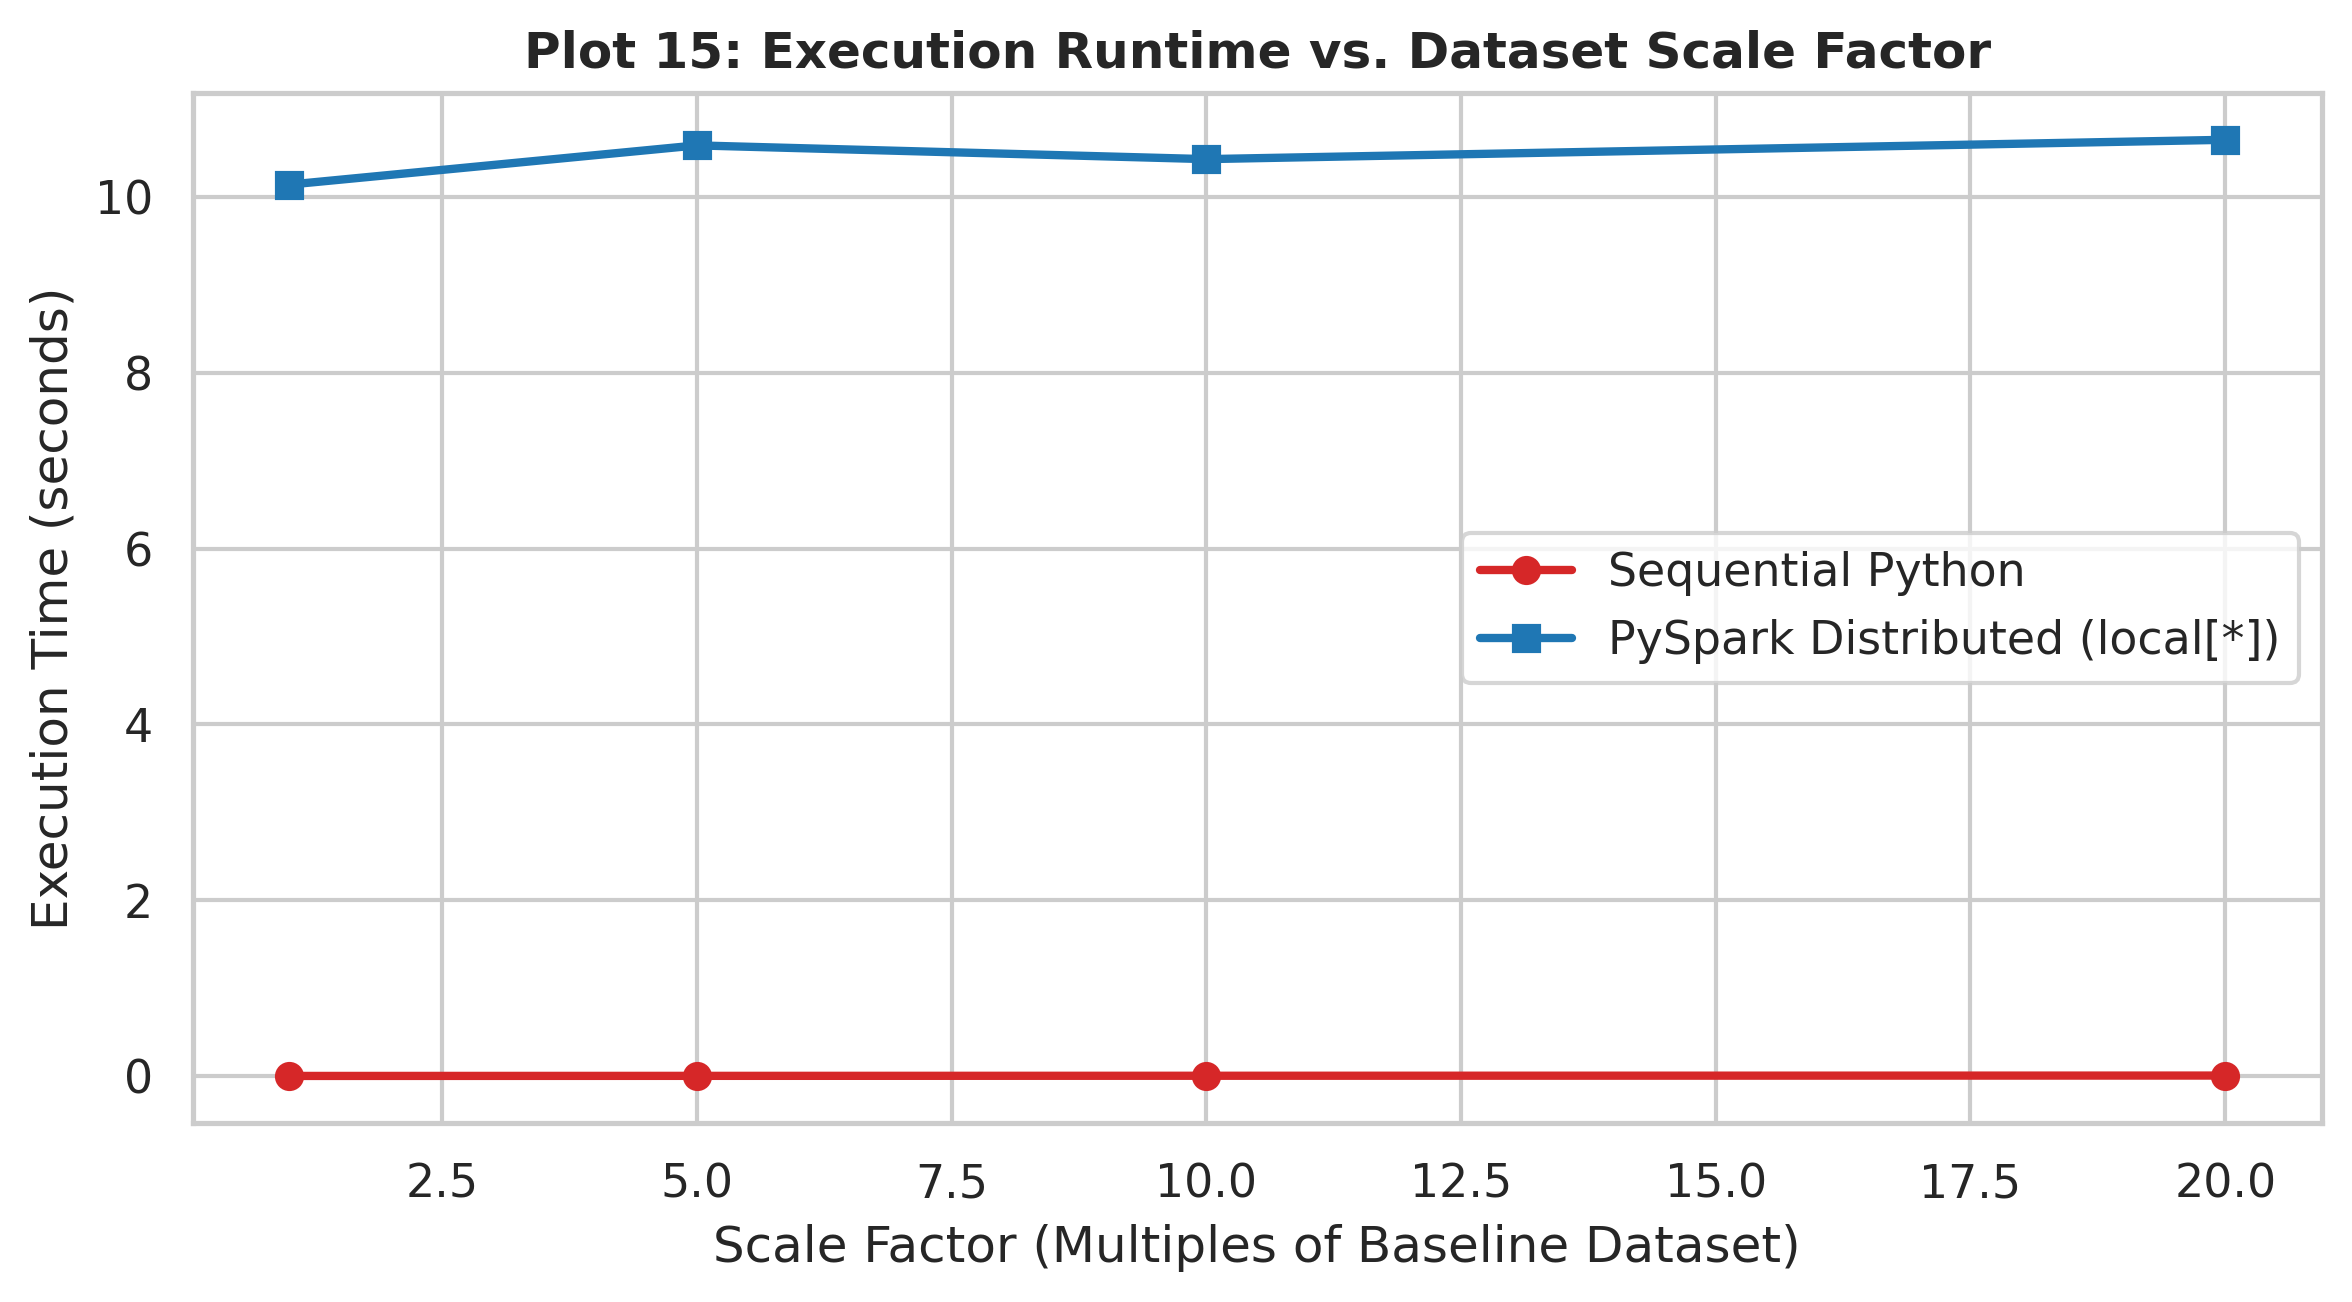 Plot 15: Execution Runtime vs. Dataset Scale Factor
Execution Time (seconds)
10
8
6
4
2
0
Sequential Python
PySpark Distributed (local[*])
2.5 5.0 7.5 10.0 12.5 15.0 17.5 20.0
Scale Factor (Multiples of Baseline Dataset)